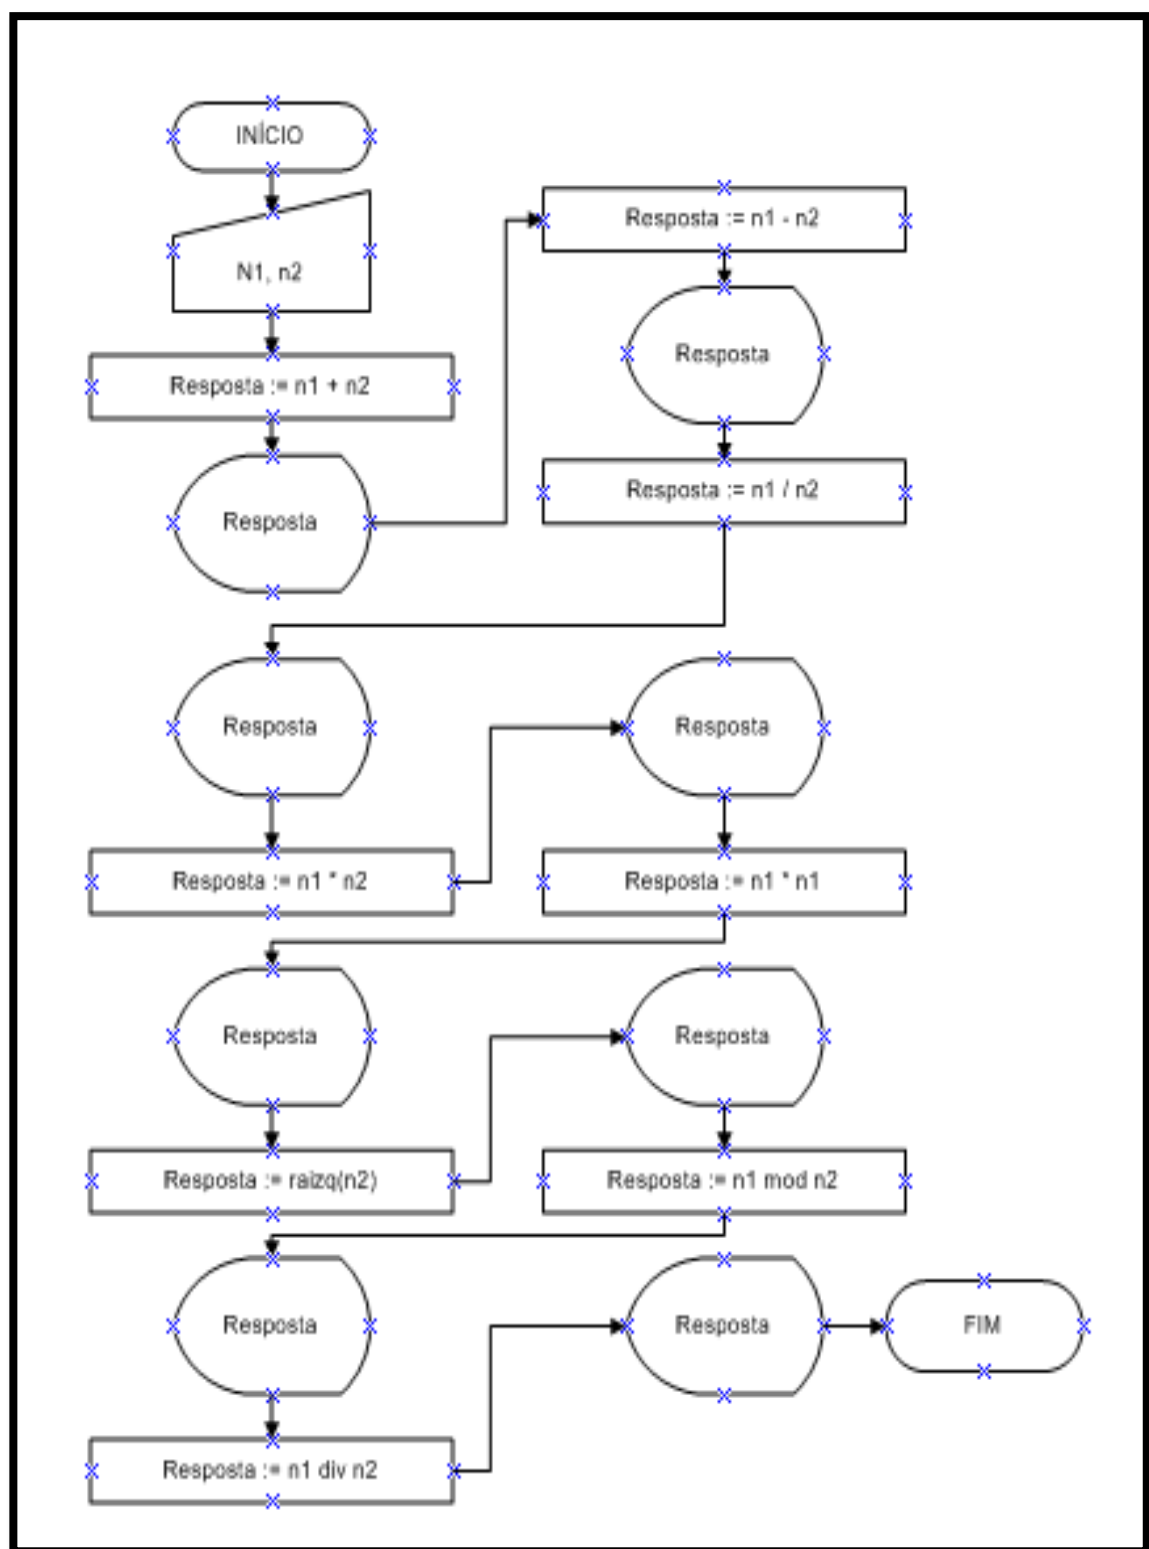 INÍCIO
N1, n2
Resposta := n1 + n2
Resposta
Resposta := n1 - n2
Resposta
Resposta := n1 / n2
Resposta
Resposta := n1 * n2
Resposta
Resposta := n1 * n1
Resposta
Resposta := raizq(n2)
Resposta
Resposta := n1 mod n2
Resposta
Resposta := n1 div n2
Resposta
FIM